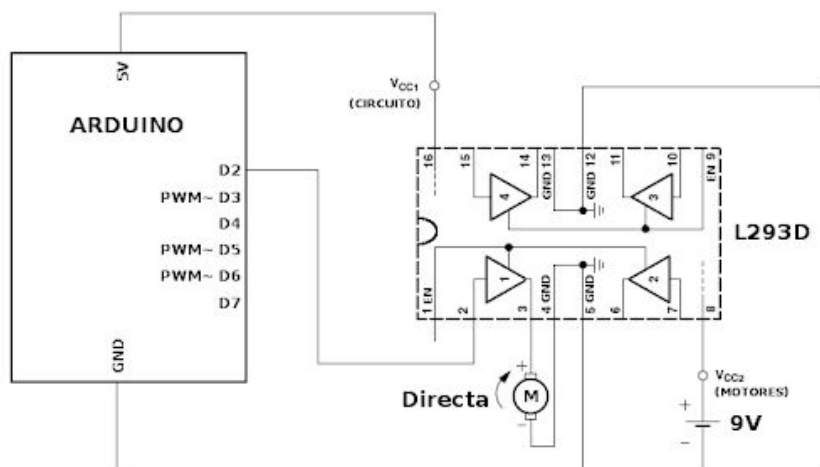 5V
ARDUINO
D2
PWM~ D3
D4
PWM~ D5
PWM~ D6
D7
GND
VCC1
(CIRCUITO)
16
15
14
13
GND
12
GND
11
10
9
EN
4
3
L293D
1
2
1 EN
2
3
4 GND
5 GND
6
7
8
Directa
+
M
-
VCC2
(MOTORES)
+
9V
-